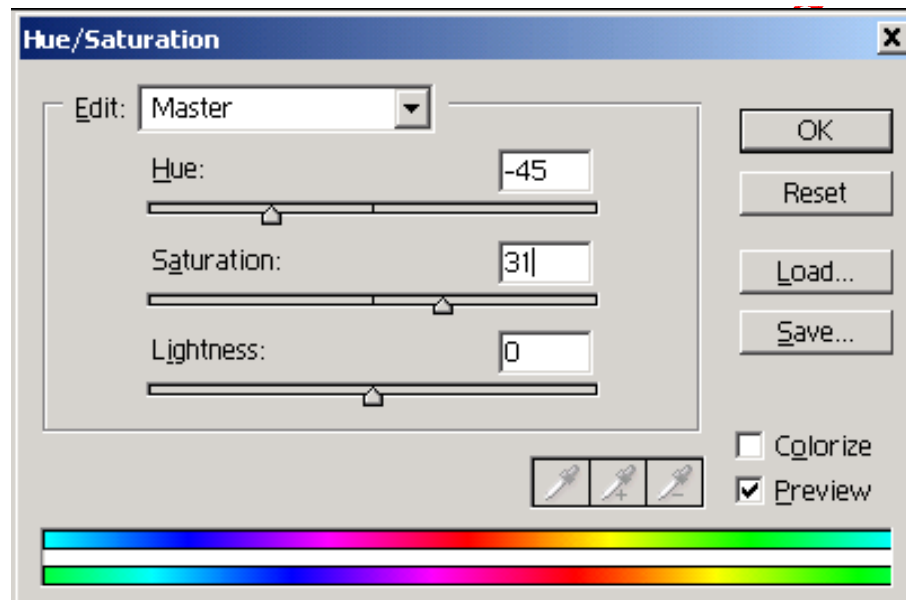 Hue/Saturation
Edit: Master
OK
Hue: -45
Reset
Saturation: 31
Load...
Lightness: 0
Save...
Colorize
Preview